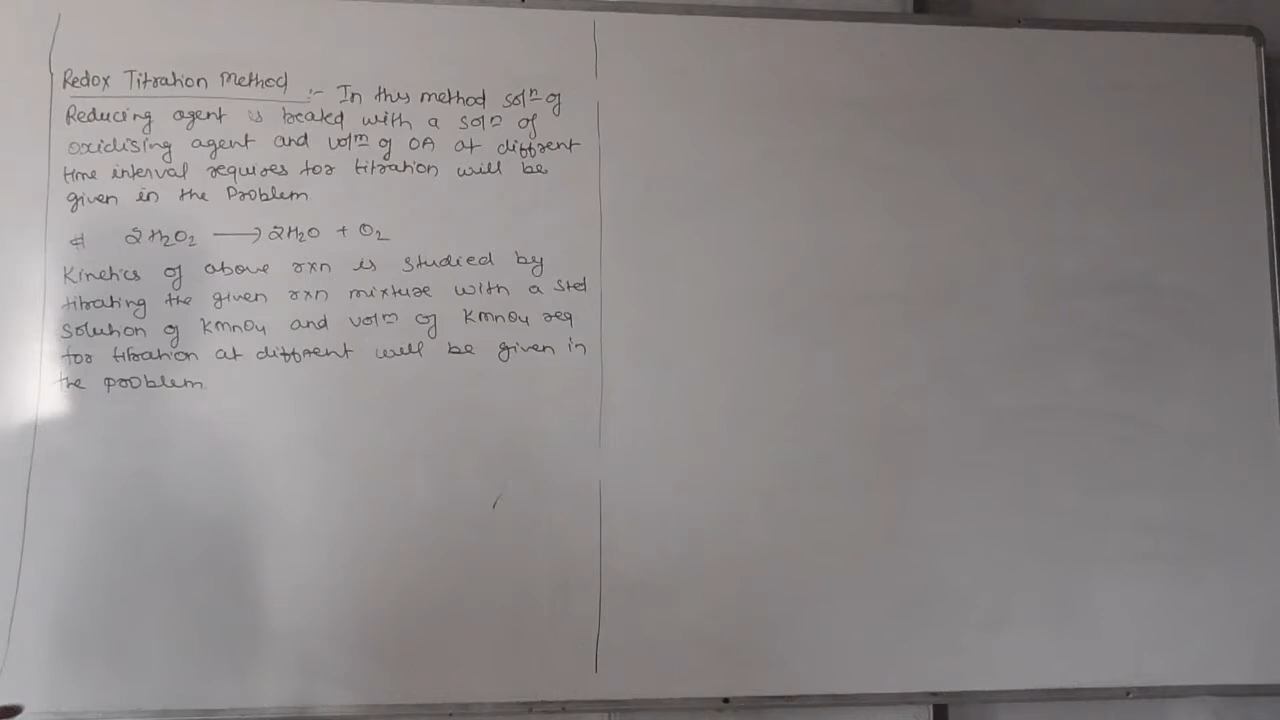 Redox Titration Method :- In this method solⁿ of
Reducing agent is treated with a solⁿ of
oxidising agent and volᵐ of OA at diffrent
time interval requires for titration will be
given in the Problem
# 2H₂O₂ ⟶ 2H₂O + O₂
Kinetics of above rxn is studied by
titrating the given rxn mixture with a std
solution of KMnO₄ and volᵐ of KMnO₄ req
for titration at diffrent will be given in
the problem.